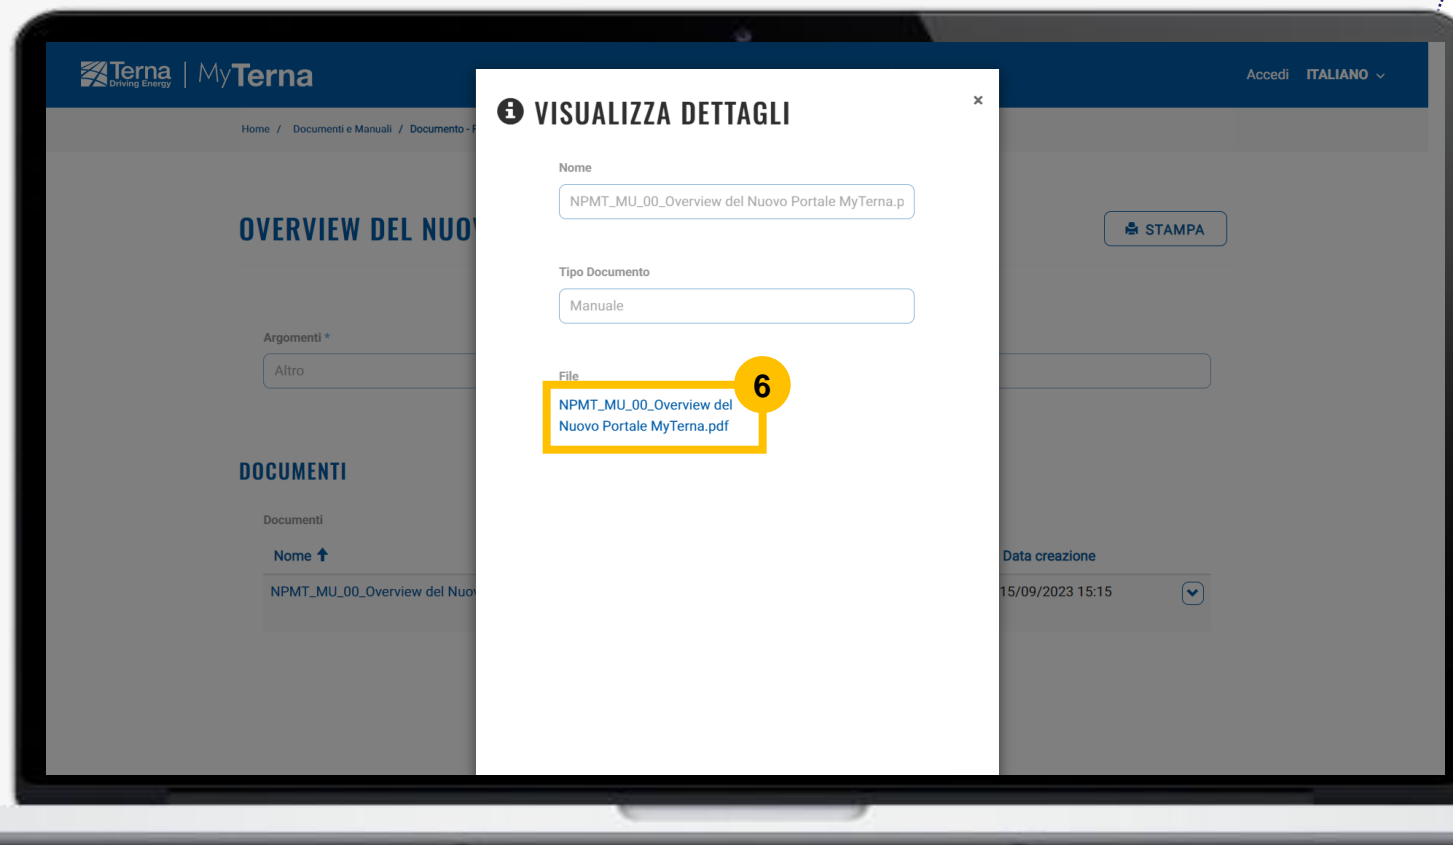 Terna
Driving Energy
MyTerna
Accedi ITALIANO
Home / Documenti e Manuali / Documento -
VISUALIZZA DETTAGLI
×
Nome
NPMT_MU_00_Overview del Nuovo Portale MyTerna.p
OVERVIEW DEL NUO
STAMPA
Tipo Documento
Manuale
Argomenti *
Altro
File
6
NPMT_MU_00_Overview del
Nuovo Portale MyTerna.pdf
DOCUMENTI
Documenti
Nome Data creazione
NPMT_MU_00_Overview del Nuo 15/09/2023 15:15